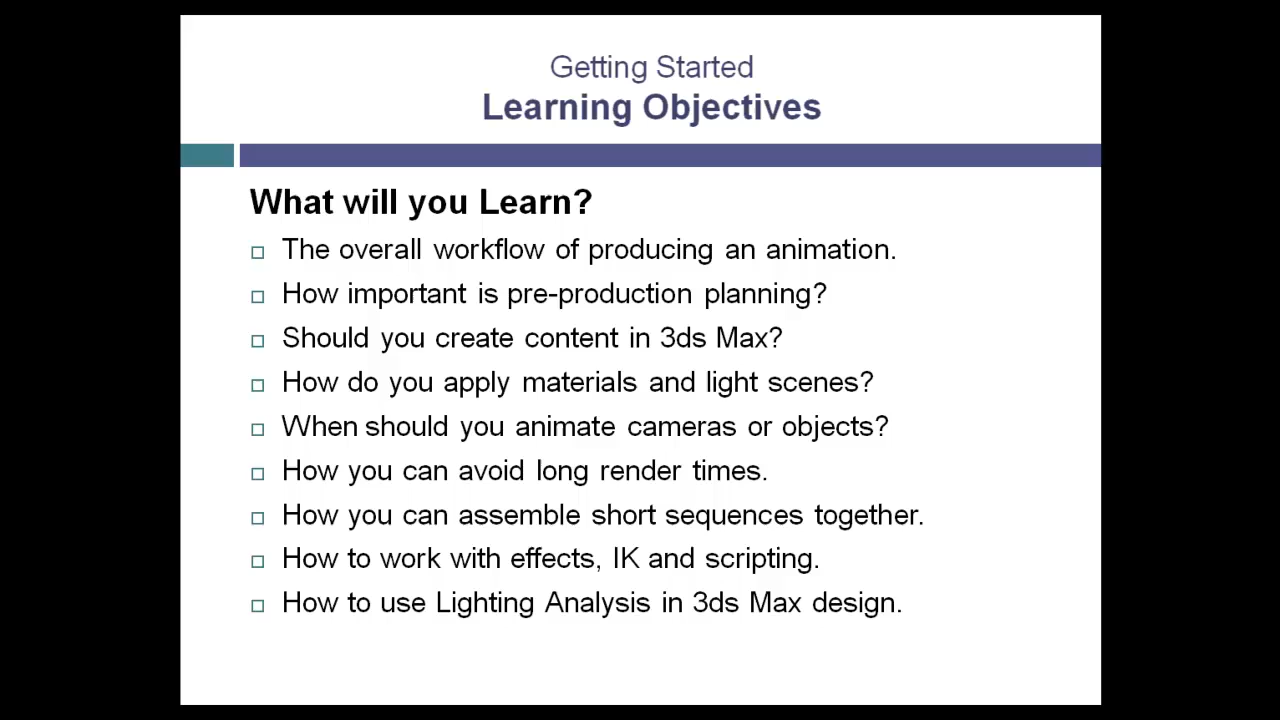 Getting Started
Learning Objectives
What will you Learn?
The overall workflow of producing an animation.
How important is pre-production planning?
Should you create content in 3ds Max?
How do you apply materials and light scenes?
When should you animate cameras or objects?
How you can avoid long render times.
How you can assemble short sequences together.
How to work with effects, IK and scripting.
How to use Lighting Analysis in 3ds Max design.